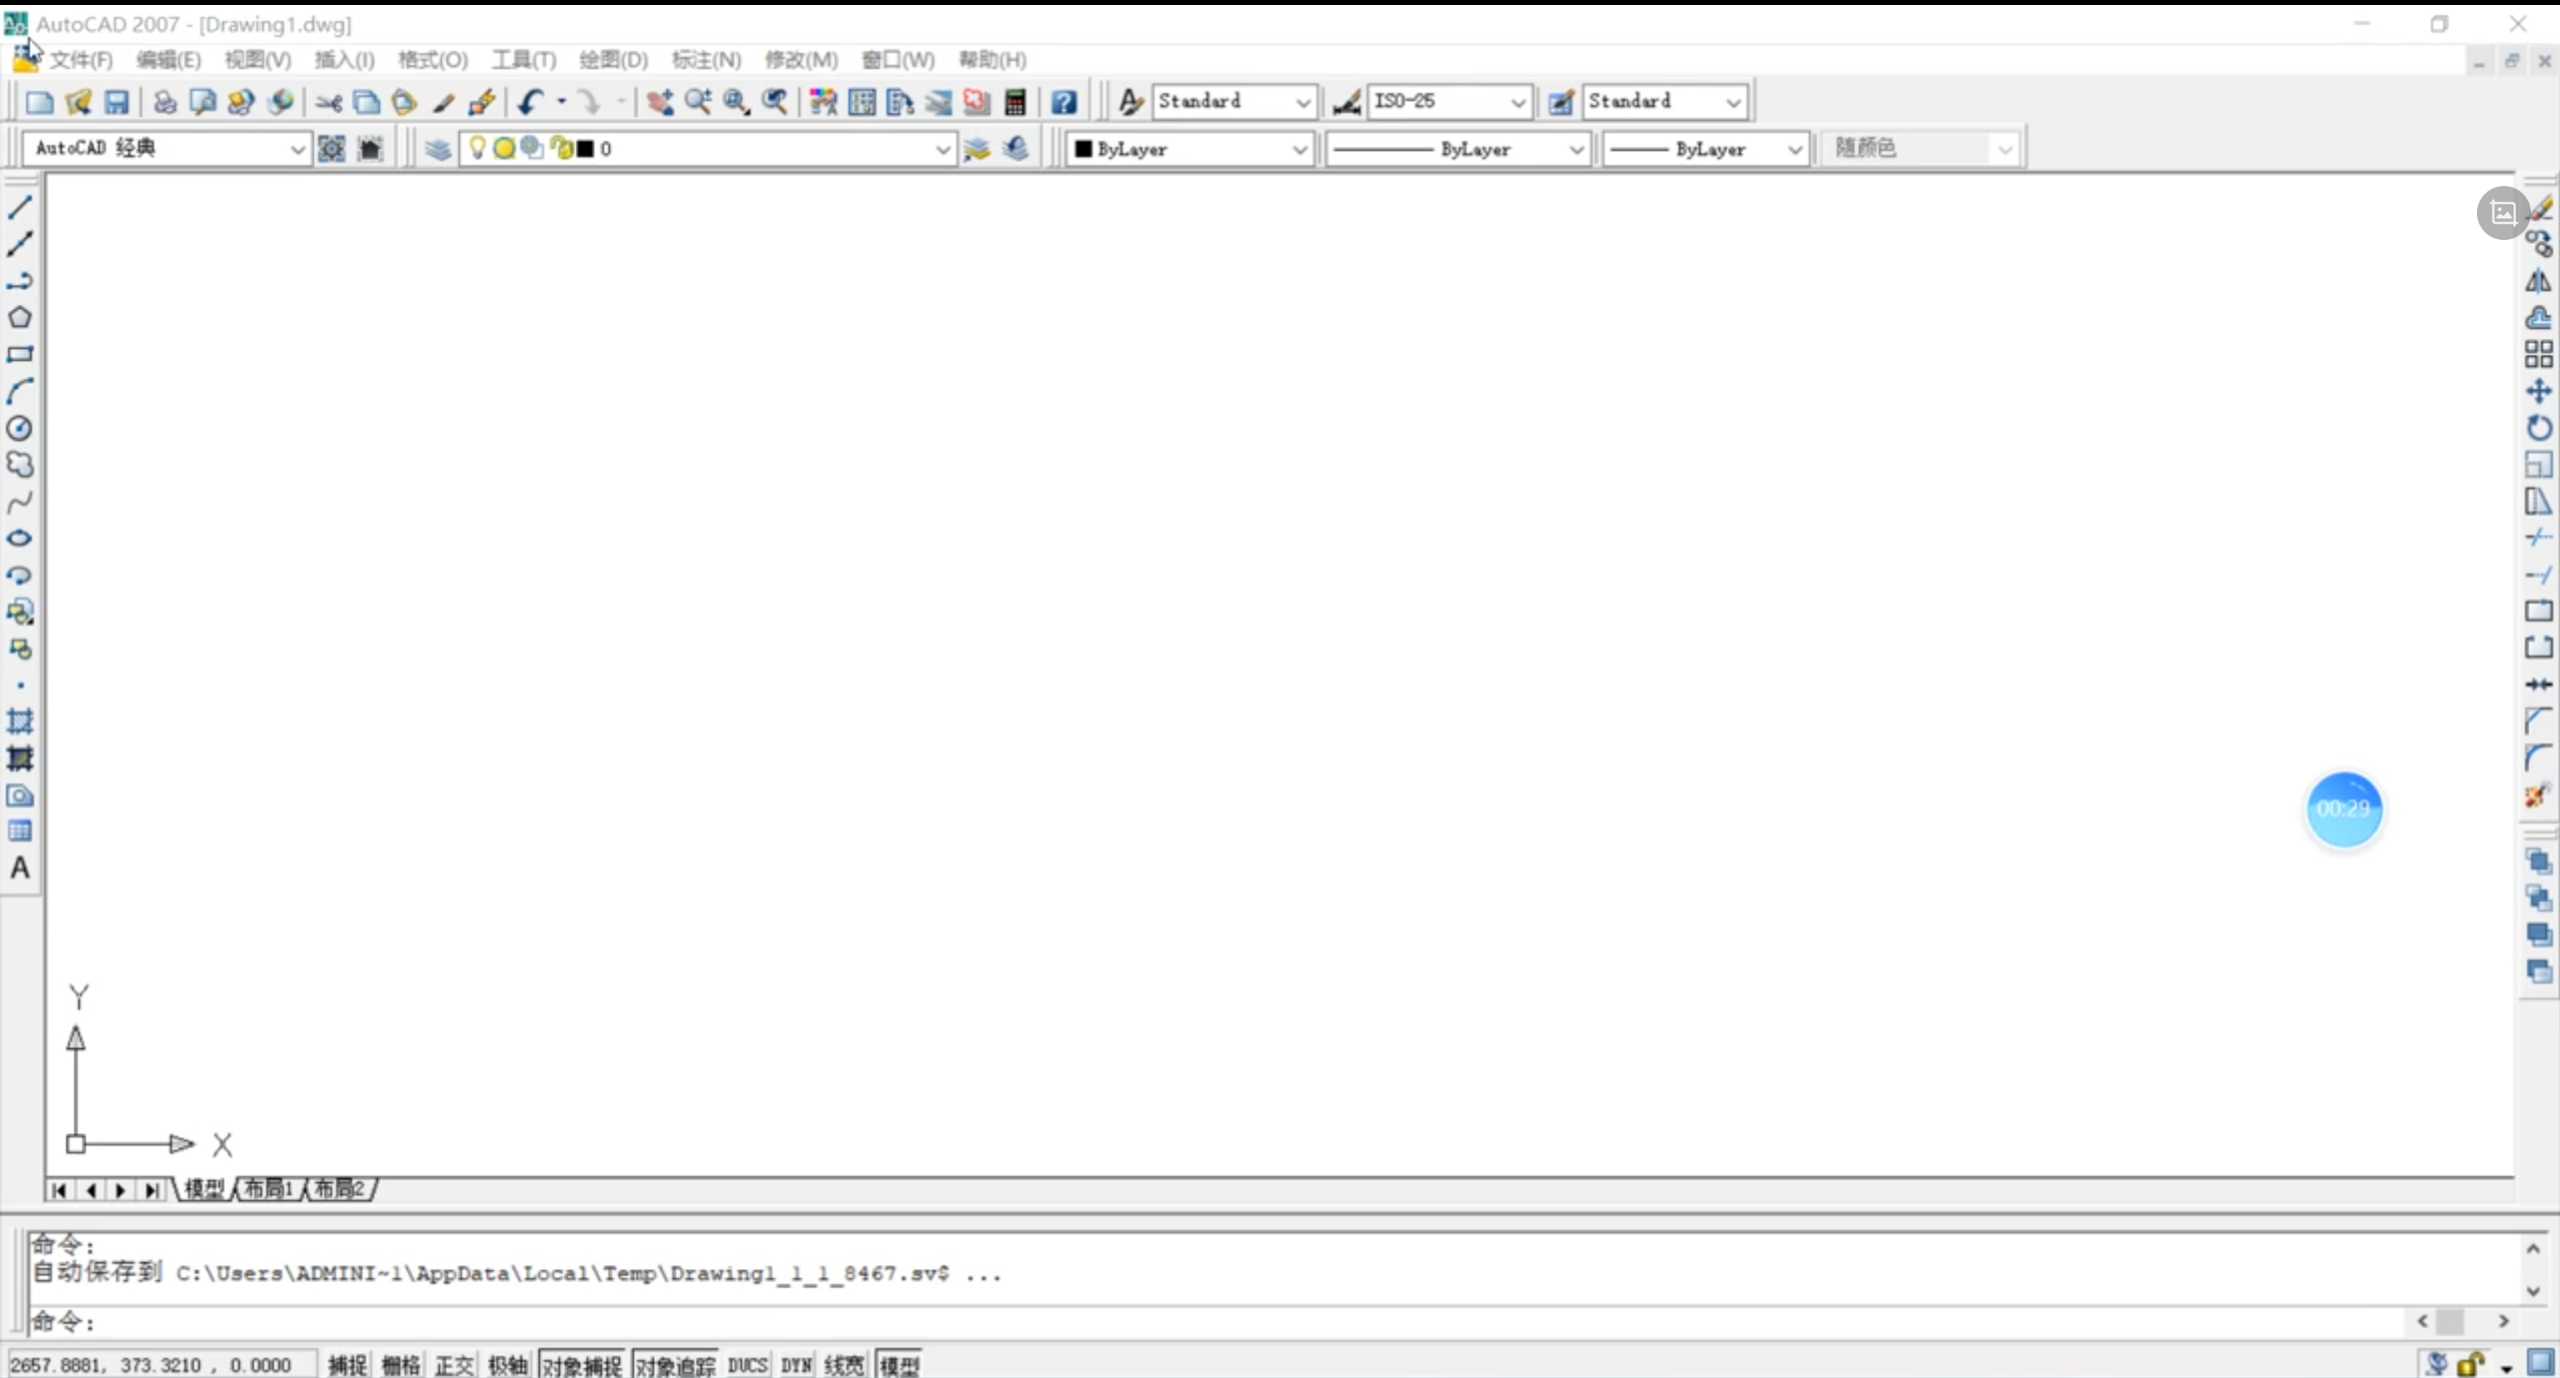 AutoCAD 2007 - [Drawing1.dwg]
文件(F) 编辑(E) 视图(V) 插入(I) 格式(O) 工具(T) 绘图(D) 标注(N) 修改(M) 窗口(W) 帮助(H)
Standard ISO-25 Standard
AutoCAD 经典 0 ByLayer ByLayer ByLayer 随颜色
A
00:29
Y
X
模型 布局1 布局2
命令:
自动保存到 C:\Users\ADMINI~1\AppData\Local\Temp\Drawing1_1_1_8467.sv$ ...
命令:
2657.8881, 373.3210 , 0.0000 捕捉 栅格 正交 极轴 对象捕捉 对象追踪 DUCS DYN 线宽 模型